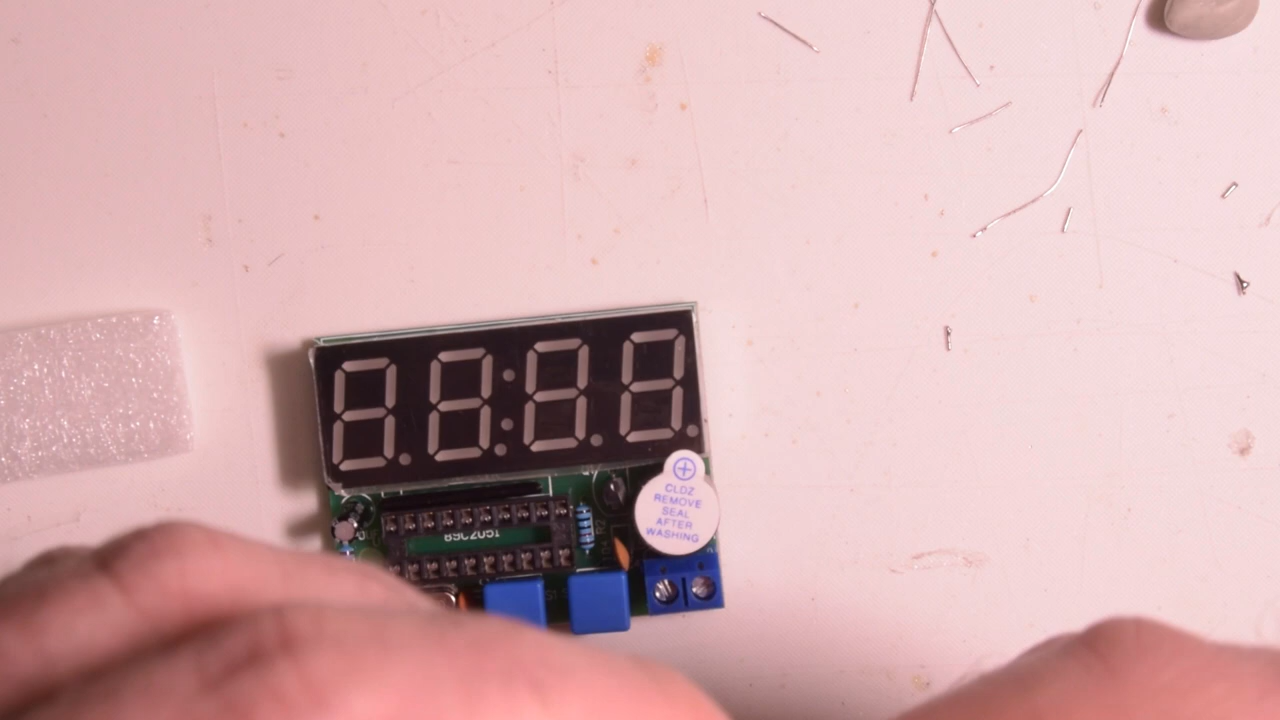 CLDZ
REMOVE
SEAL
AFTER
WASHING
89C2051